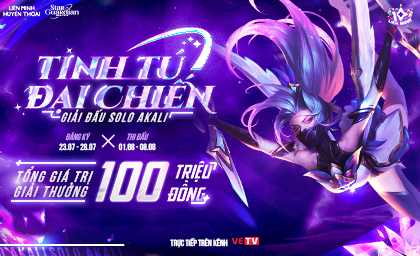 LIÊN MINH
HUYỀN THOẠI
Star
Guardian
TINH TÚ
ĐẠI CHIẾN
GIẢI ĐẤU SOLO AKALI
ĐĂNG KÝ
23.07 - 28.07
THI ĐẤU
01.08 - 08.08
TỔNG GIÁ TRỊ
GIẢI THƯỞNG
100
TRIỆU
ĐỒNG
TRỰC TIẾP TRÊN KÊNH VETV